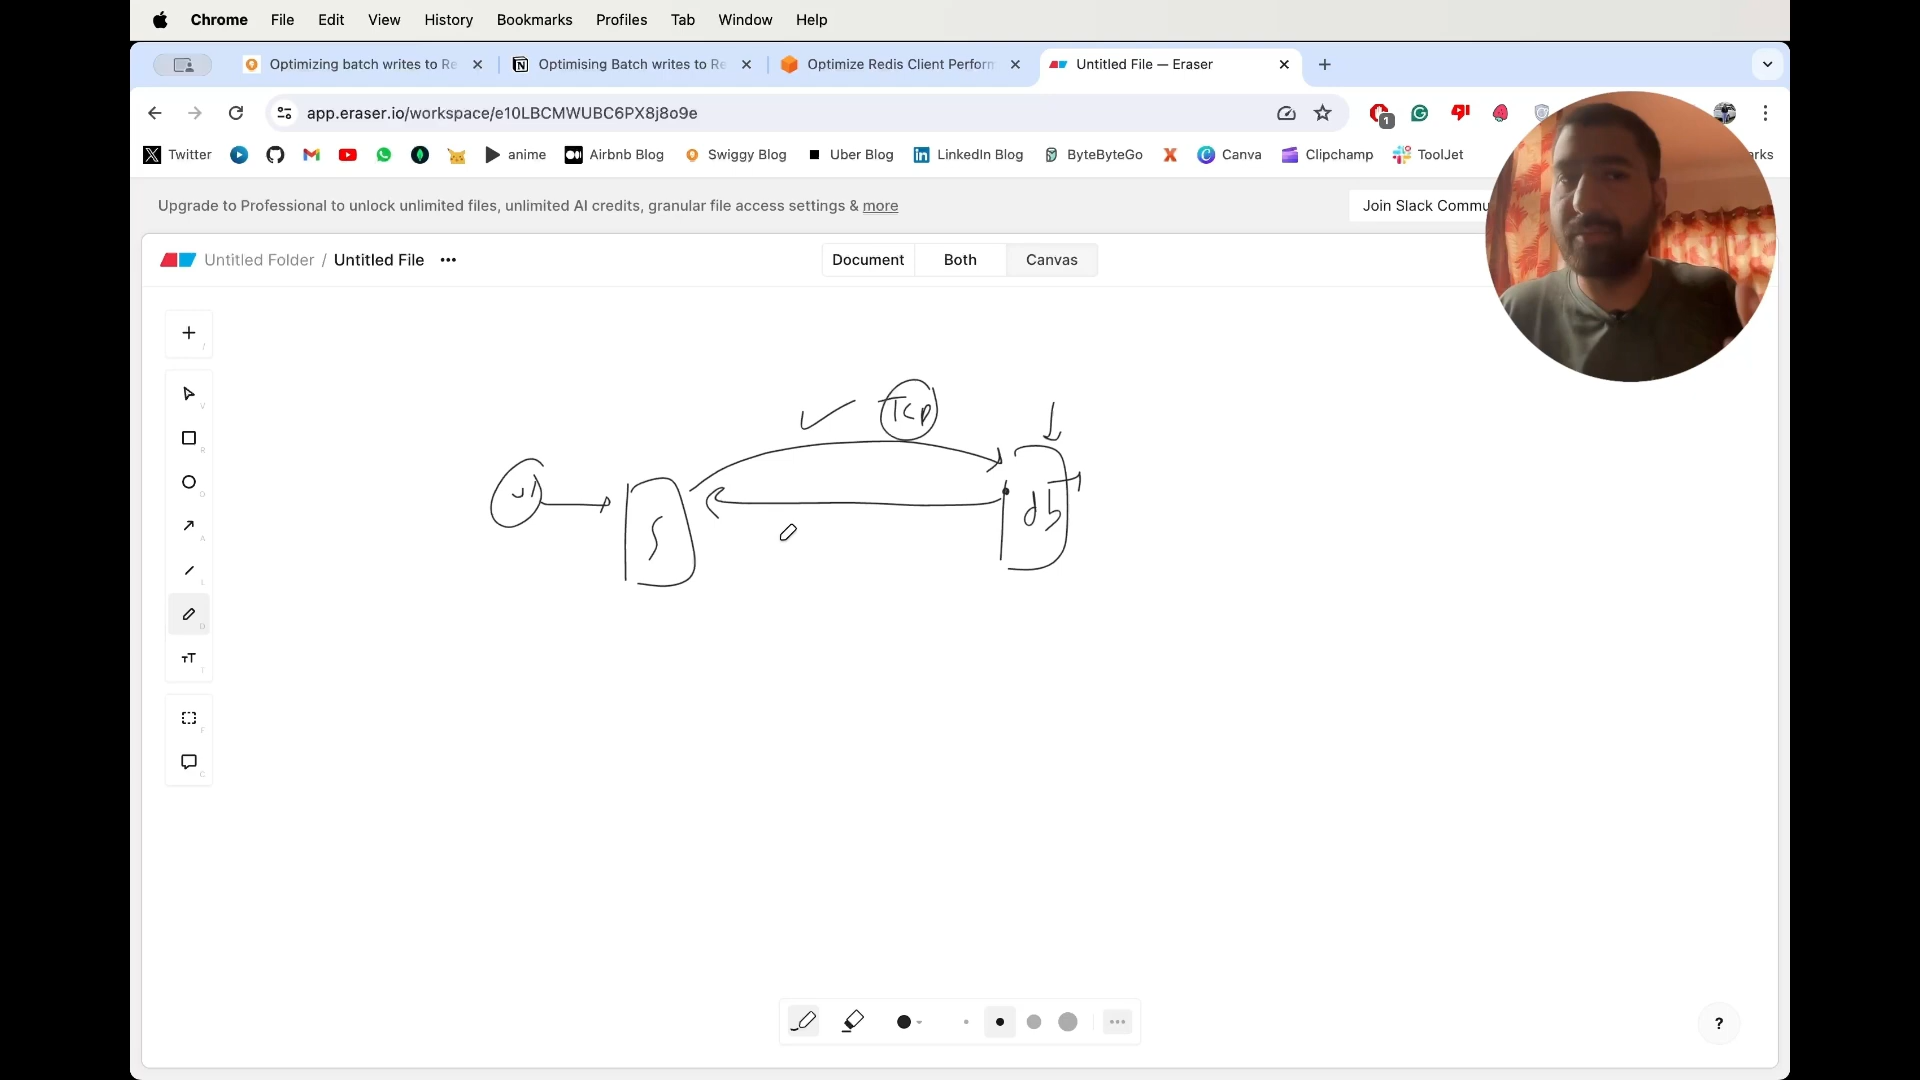 Chrome File Edit View History Bookmarks Profiles Tab Window Help
Optimizing batch writes to Re Optimising Batch writes to Re Optimize Redis Client Perform Untitled File — Eraser
app.eraser.io/workspace/e10LBCMWUBC6PX8j8o9e
1
Twitter anime Airbnb Blog Swiggy Blog Uber Blog LinkedIn Blog ByteByteGo Canva Clipchamp ToolJet rks
Upgrade to Professional to unlock unlimited files, unlimited AI credits, granular file access settings & more
Join Slack Commu
Untitled Folder / Untitled File
Document Both Canvas
TCP
S
db
T
?